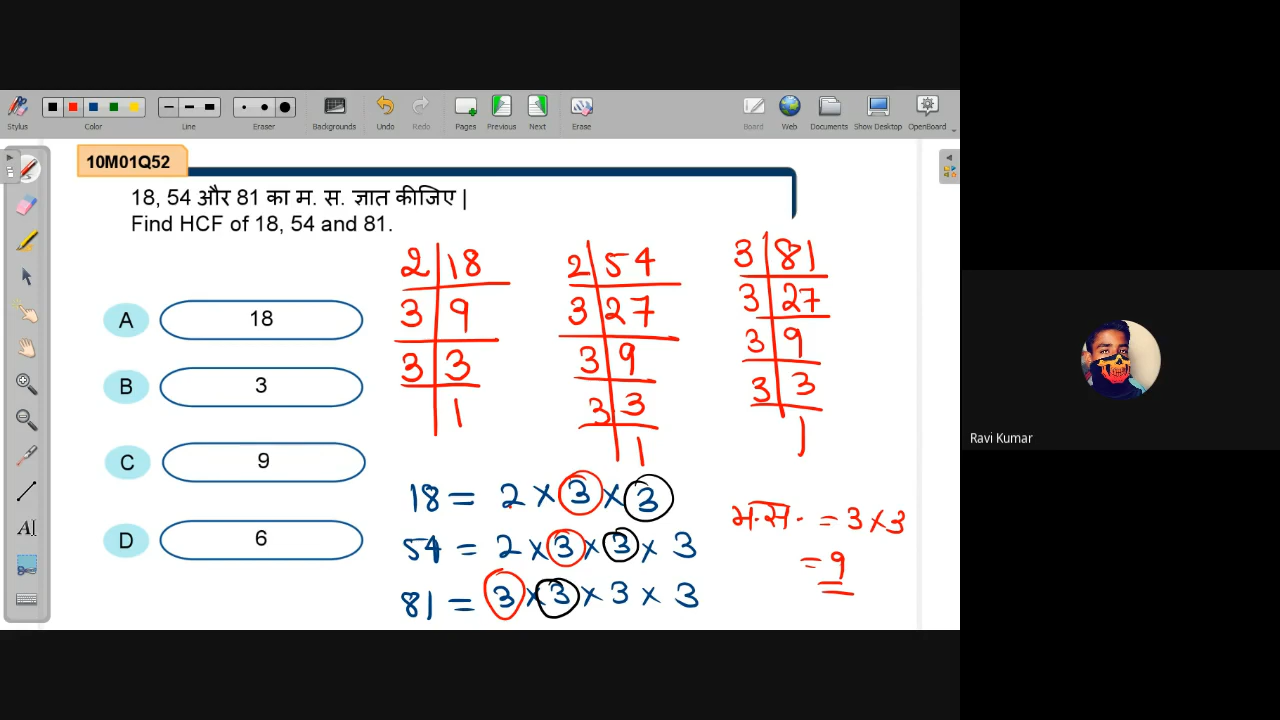 Stylus
Color
Line
Eraser
Backgrounds
Undo
Redo
Pages
Previous
Next
Erase
Board
Web
Documents
Show Desktop
OpenBoard
10M01Q52
18, 54 और 81 का म. स. ज्ञात कीजिए |
Find HCF of 18, 54 and 81.
A 18
B 3
C 9
D 6
2 | 18
3 | 9
3 | 3
1
2 | 54
3 | 27
3 | 9
3 | 3
1
3 | 81
3 | 27
3 | 9
3 | 3
1
18 = 2 × 3 × 3
54 = 2 × 3 × 3 × 3
81 = 3 × 3 × 3 × 3
म.स. = 3 × 3
= 9
Ravi Kumar